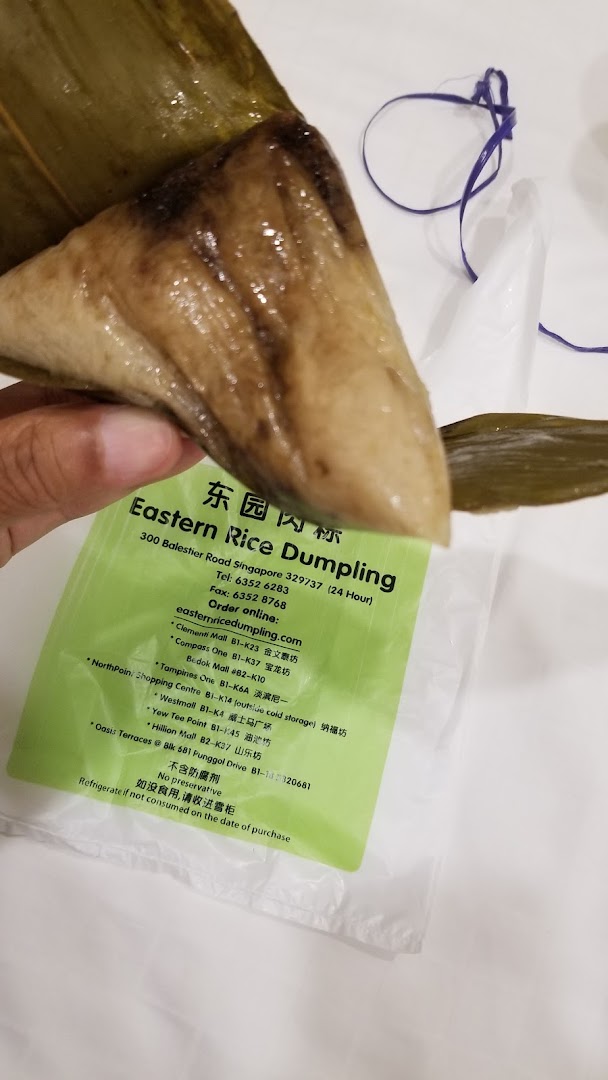 东园肉粽
Eastern Rice Dumpling
300 Balestier Road Singapore 329737 (24 Hour)
Tel: 6352 6283
Fax: 6352 8768
Order online:
easternricedumpling.com
* Clementi Mall B1-K23 金文泰坊
* Compass One B1-K37 宝龙坊
Bedok Mall #B2-K10
* Tampines One B1-K6A 淡滨尼一
* NorthPoint Shopping Centre B1-K14 (outside cold storage) 纳福坊
* Westmall B1-K4 威士马广场
* Yew Tee Point B1-K45 油池坊
* Hillion Mall B2-K37 山乐坊
* Oasis Terraces @ Blk 681 Punggol Drive
不含防腐剂
No preservative
如没食用,请收进雪柜
Refrigerate if not consumed on the date of purchase